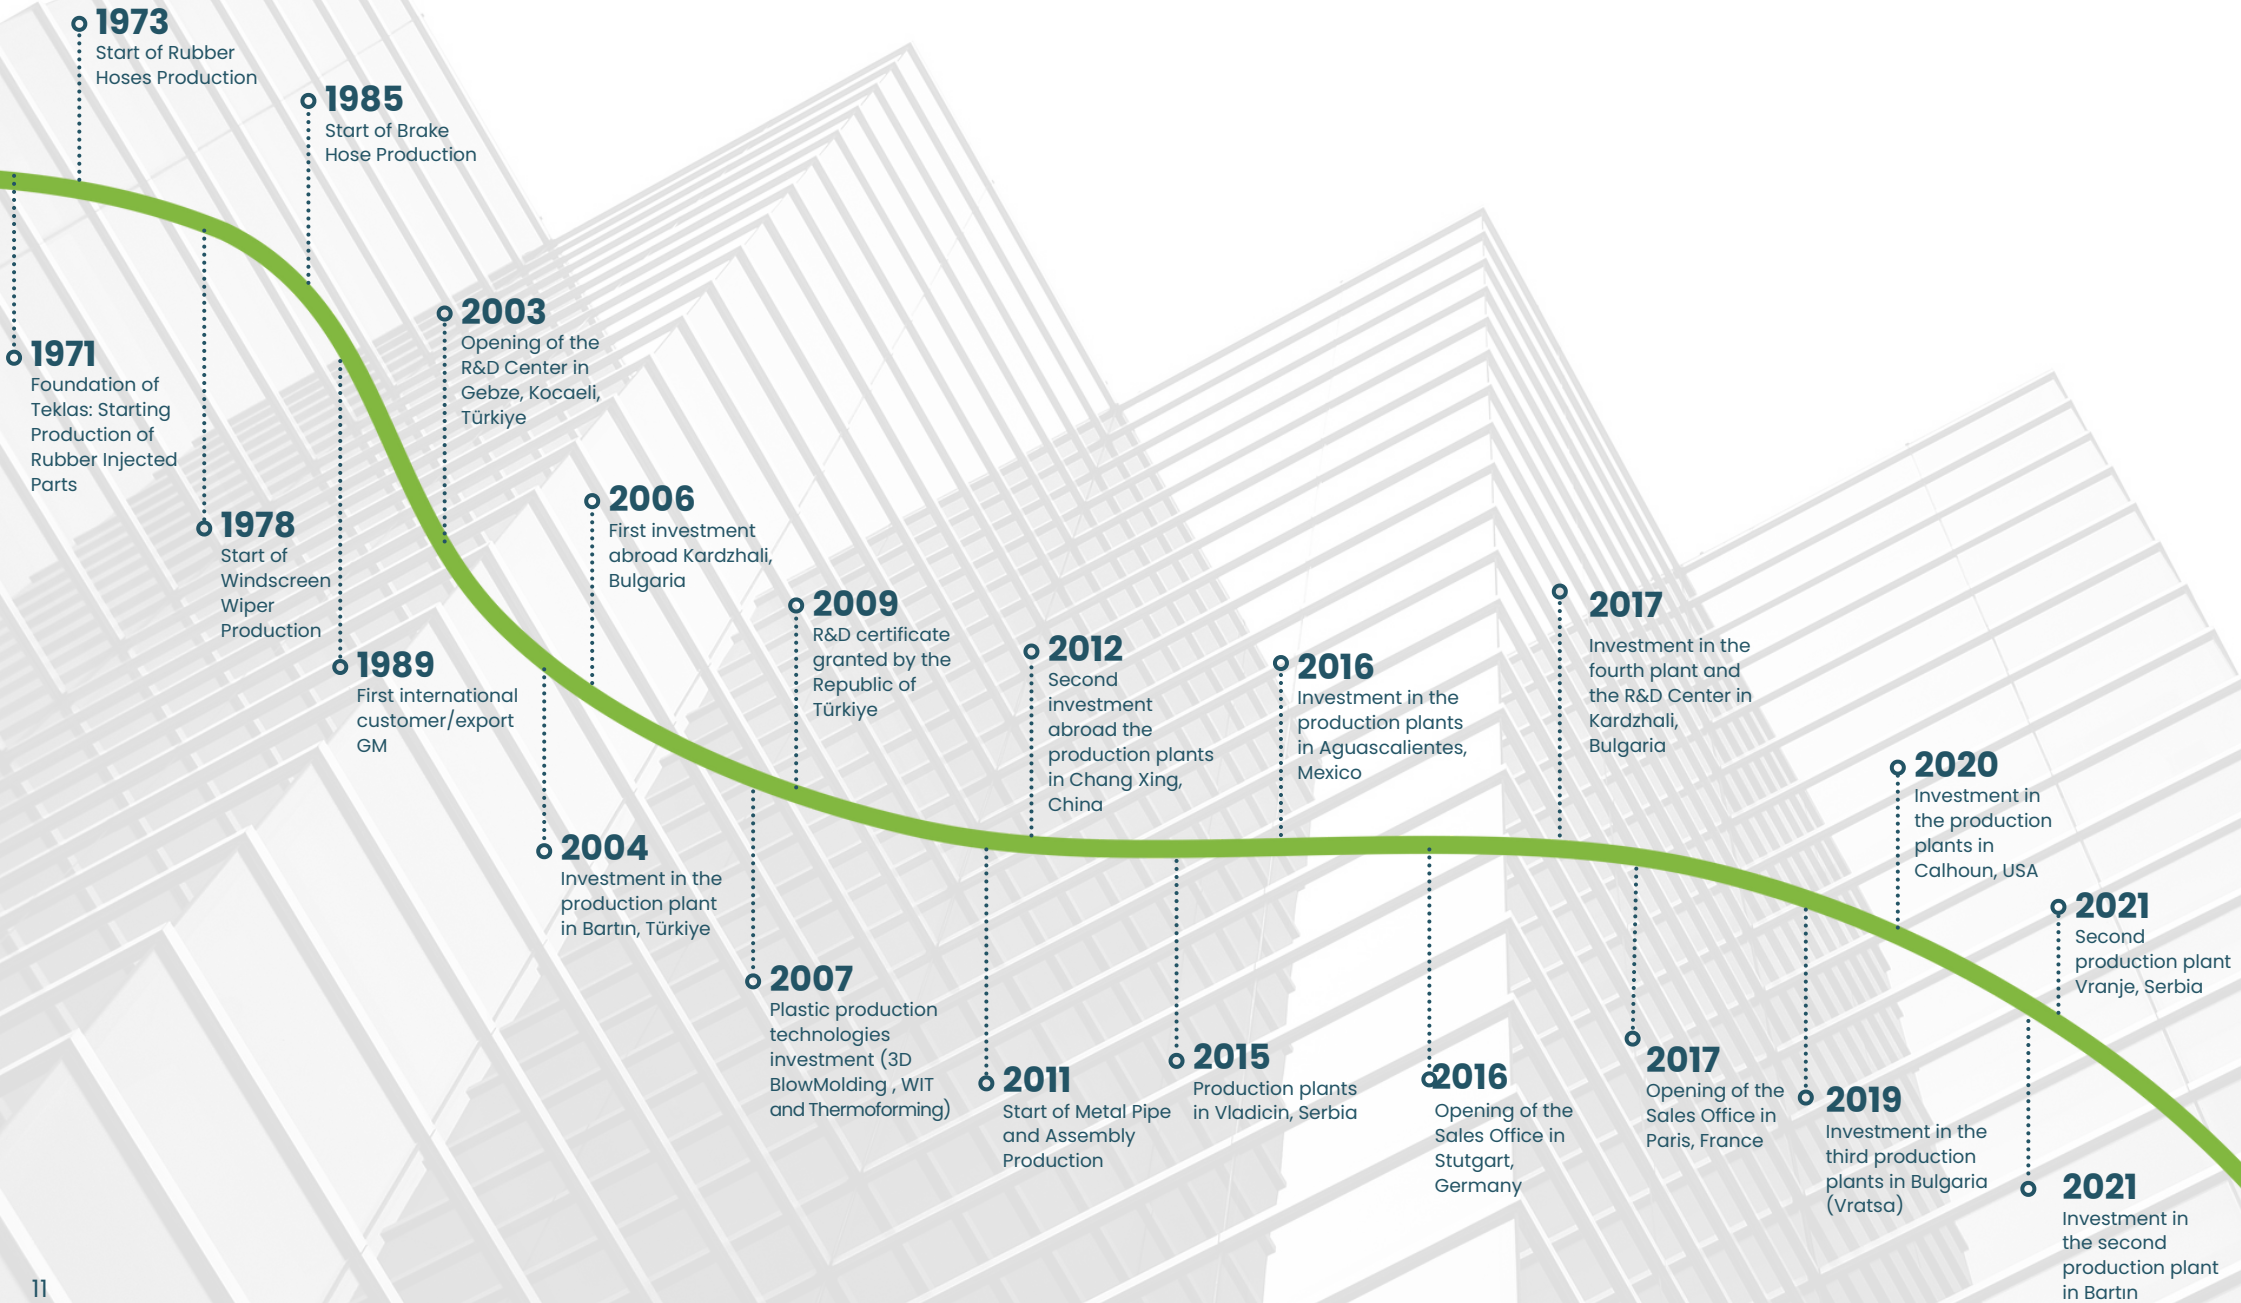 1973
Start of Rubber
Hoses Production
1985
Start of Brake
Hose Production
1971
Foundation of
Teklas: Starting
Production of
Rubber Injected
Parts
1978
Start of
Windscreen
Wiper
Production
1989
First international
customer/export
GM
2003
Opening of the
R&D Center in
Gebze, Kocaeli,
Türkiye
2004
Investment in the
production plant
in Bartın, Türkiye
2006
First investment
abroad Kardzhali,
Bulgaria
2007
Plastic production
technologies
investment (3D
BlowMolding , WIT
and Thermoforming)
2009
R&D certificate
granted by the
Republic of
Türkiye
2011
Start of Metal Pipe
and Assembly
Production
2012
Second
investment
abroad the
production plants
in Chang Xing,
China
2015
Production plants
in Vladicin, Serbia
2016
Investment in the
production plants
in Aguascalientes,
Mexico
2016
Opening of the
Sales Office in
Stutgart,
Germany
2017
Investment in the
fourth plant and
the R&D Center in
Kardzhali,
Bulgaria
2017
Opening of the
Sales Office in
Paris, France
2019
Investment in the
third production
plants in Bulgaria
(Vratsa)
2020
Investment in
the production
plants in
Calhoun, USA
2021
Second
production plant
Vranje, Serbia
2021
Investment in
the second
production plant
in Bartın
11